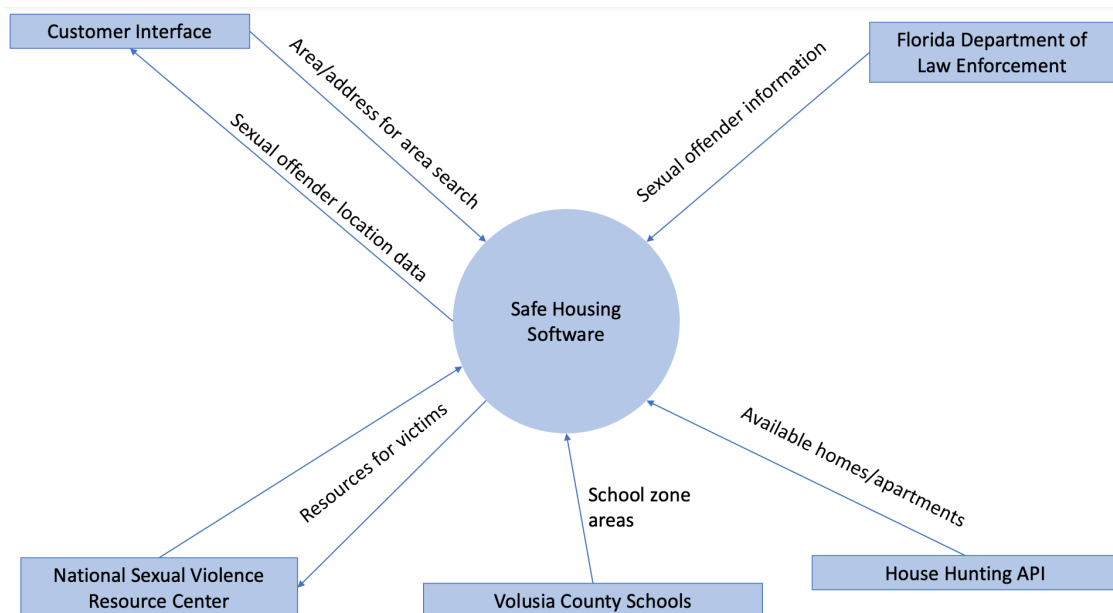 Customer Interface
Florida Department of
Law Enforcement
Area/address for area search
Sexual offender information
Sexual offender location data
Safe Housing
Software
Resources for victims
Available homes/apartments
School zone
areas
National Sexual Violence
Resource Center
Volusia County Schools
House Hunting API